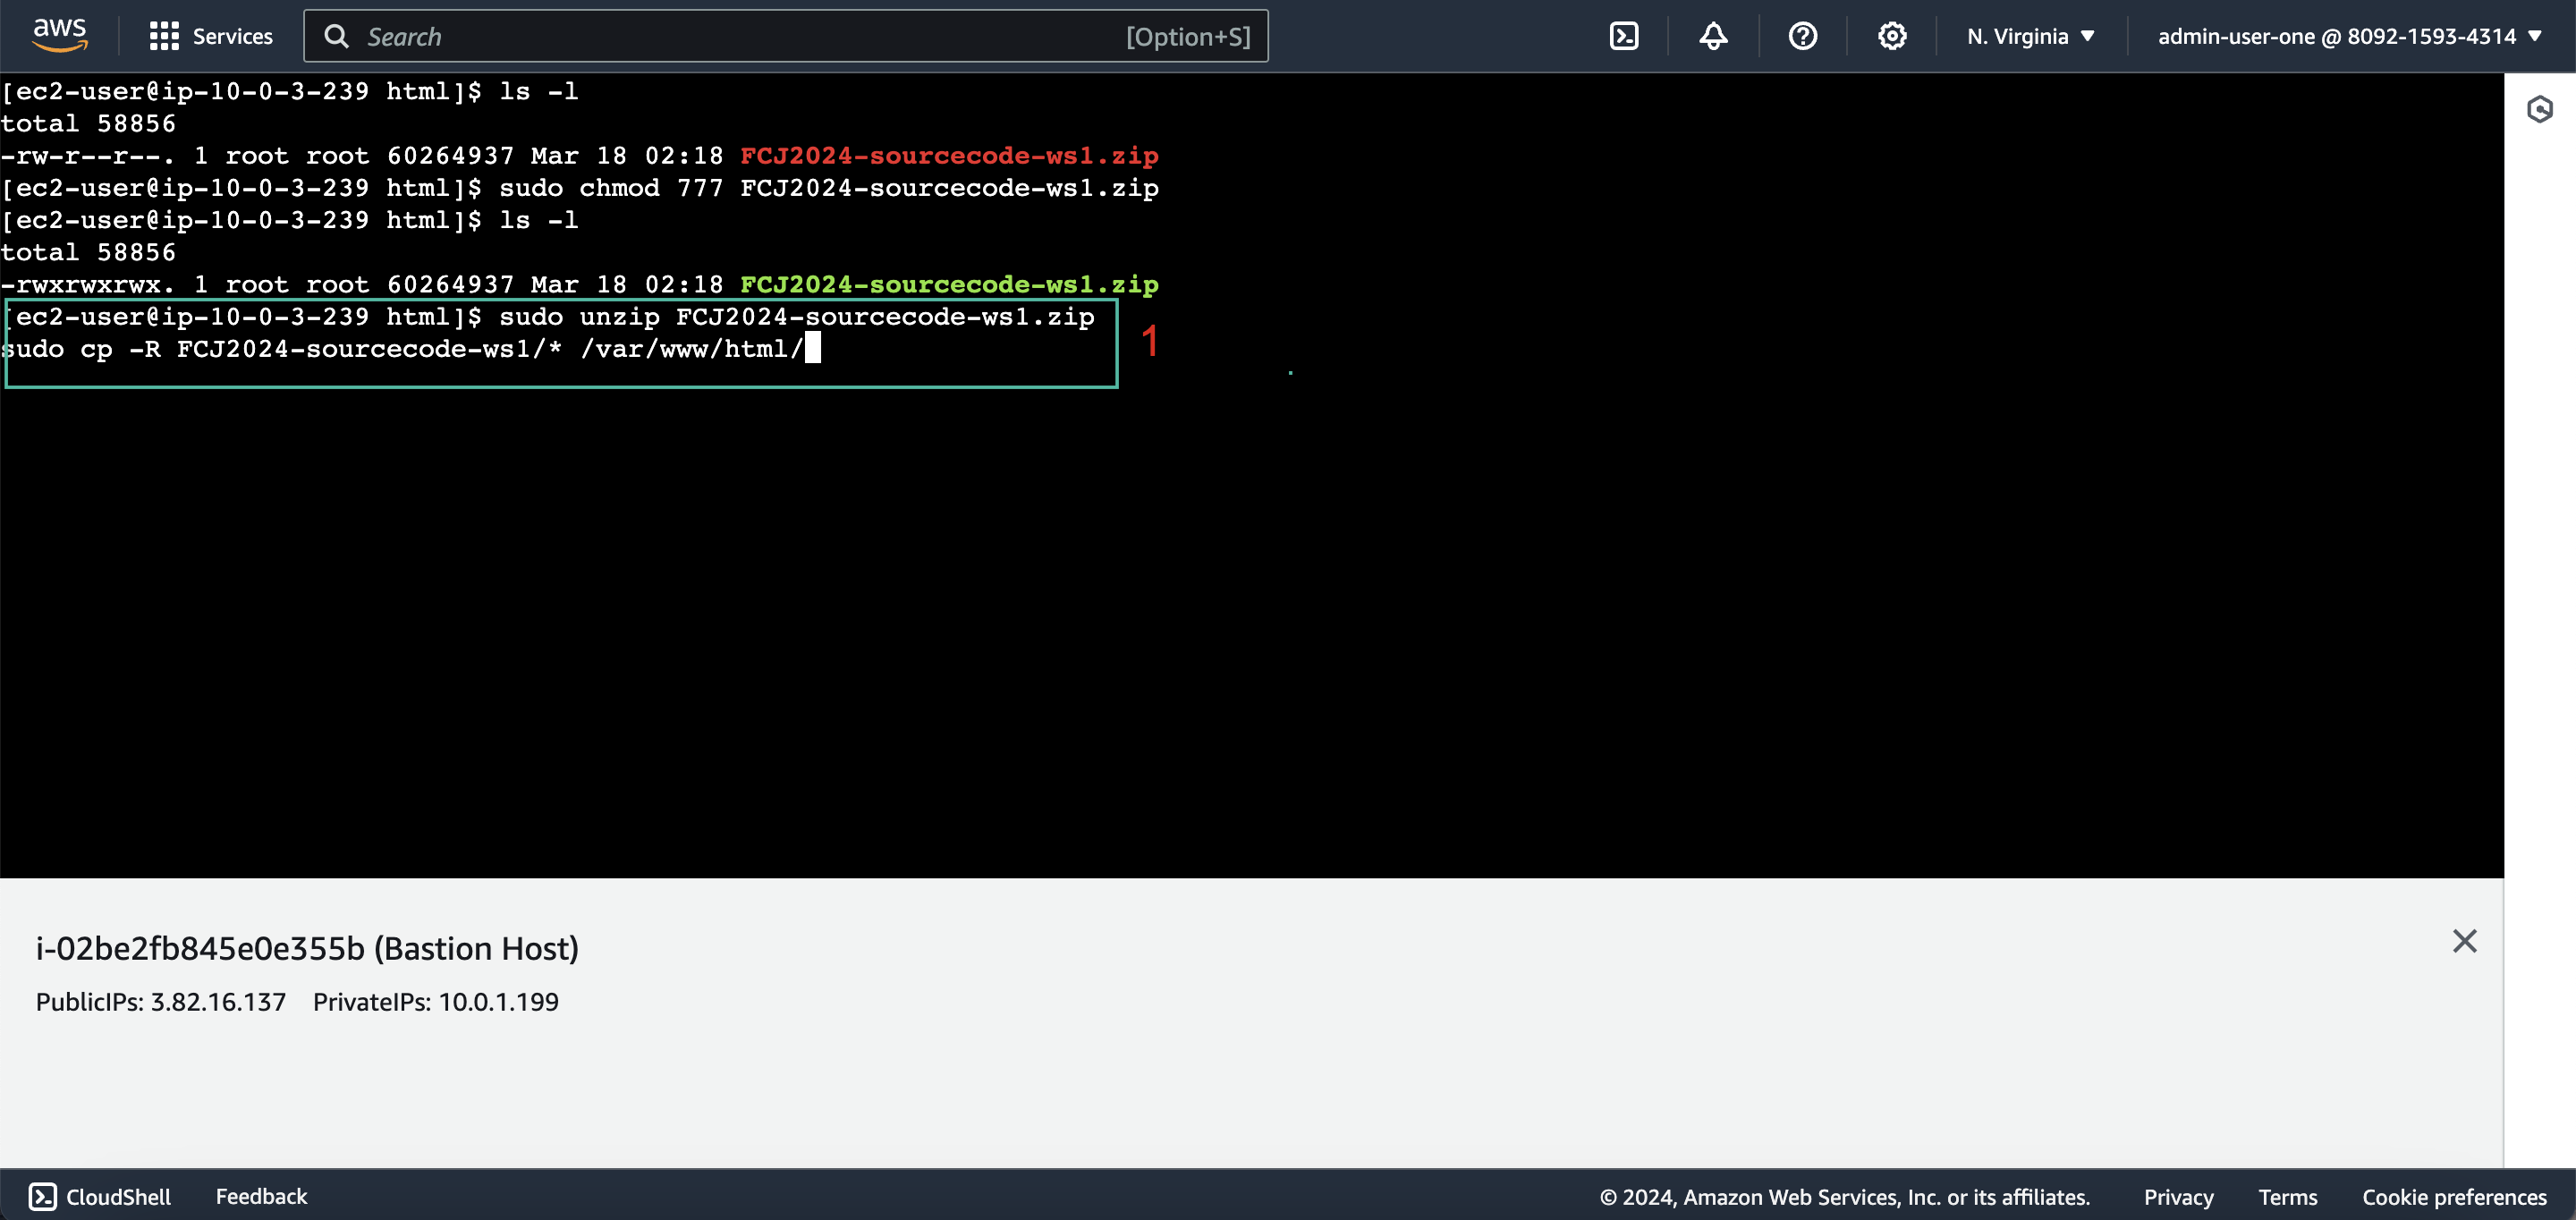 aws Services Search [Option+S] N. Virginia admin-user-one @ 8092-1593-4314
[ec2-user@ip-10-0-3-239 html]$ ls -l
total 58856
-rw-r--r--. 1 root root 60264937 Mar 18 02:18 FCJ2024-sourcecode-ws1.zip
[ec2-user@ip-10-0-3-239 html]$ sudo chmod 777 FCJ2024-sourcecode-ws1.zip
[ec2-user@ip-10-0-3-239 html]$ ls -l
total 58856
-rwxrwxrwx. 1 root root 60264937 Mar 18 02:18 FCJ2024-sourcecode-ws1.zip
[ec2-user@ip-10-0-3-239 html]$ sudo unzip FCJ2024-sourcecode-ws1.zip
sudo cp -R FCJ2024-sourcecode-ws1/* /var/www/html/
1
i-02be2fb845e0e355b (Bastion Host)
PublicIPs: 3.82.16.137 PrivateIPs: 10.0.1.199
CloudShell Feedback © 2024, Amazon Web Services, Inc. or its affiliates. Privacy Terms Cookie preferences